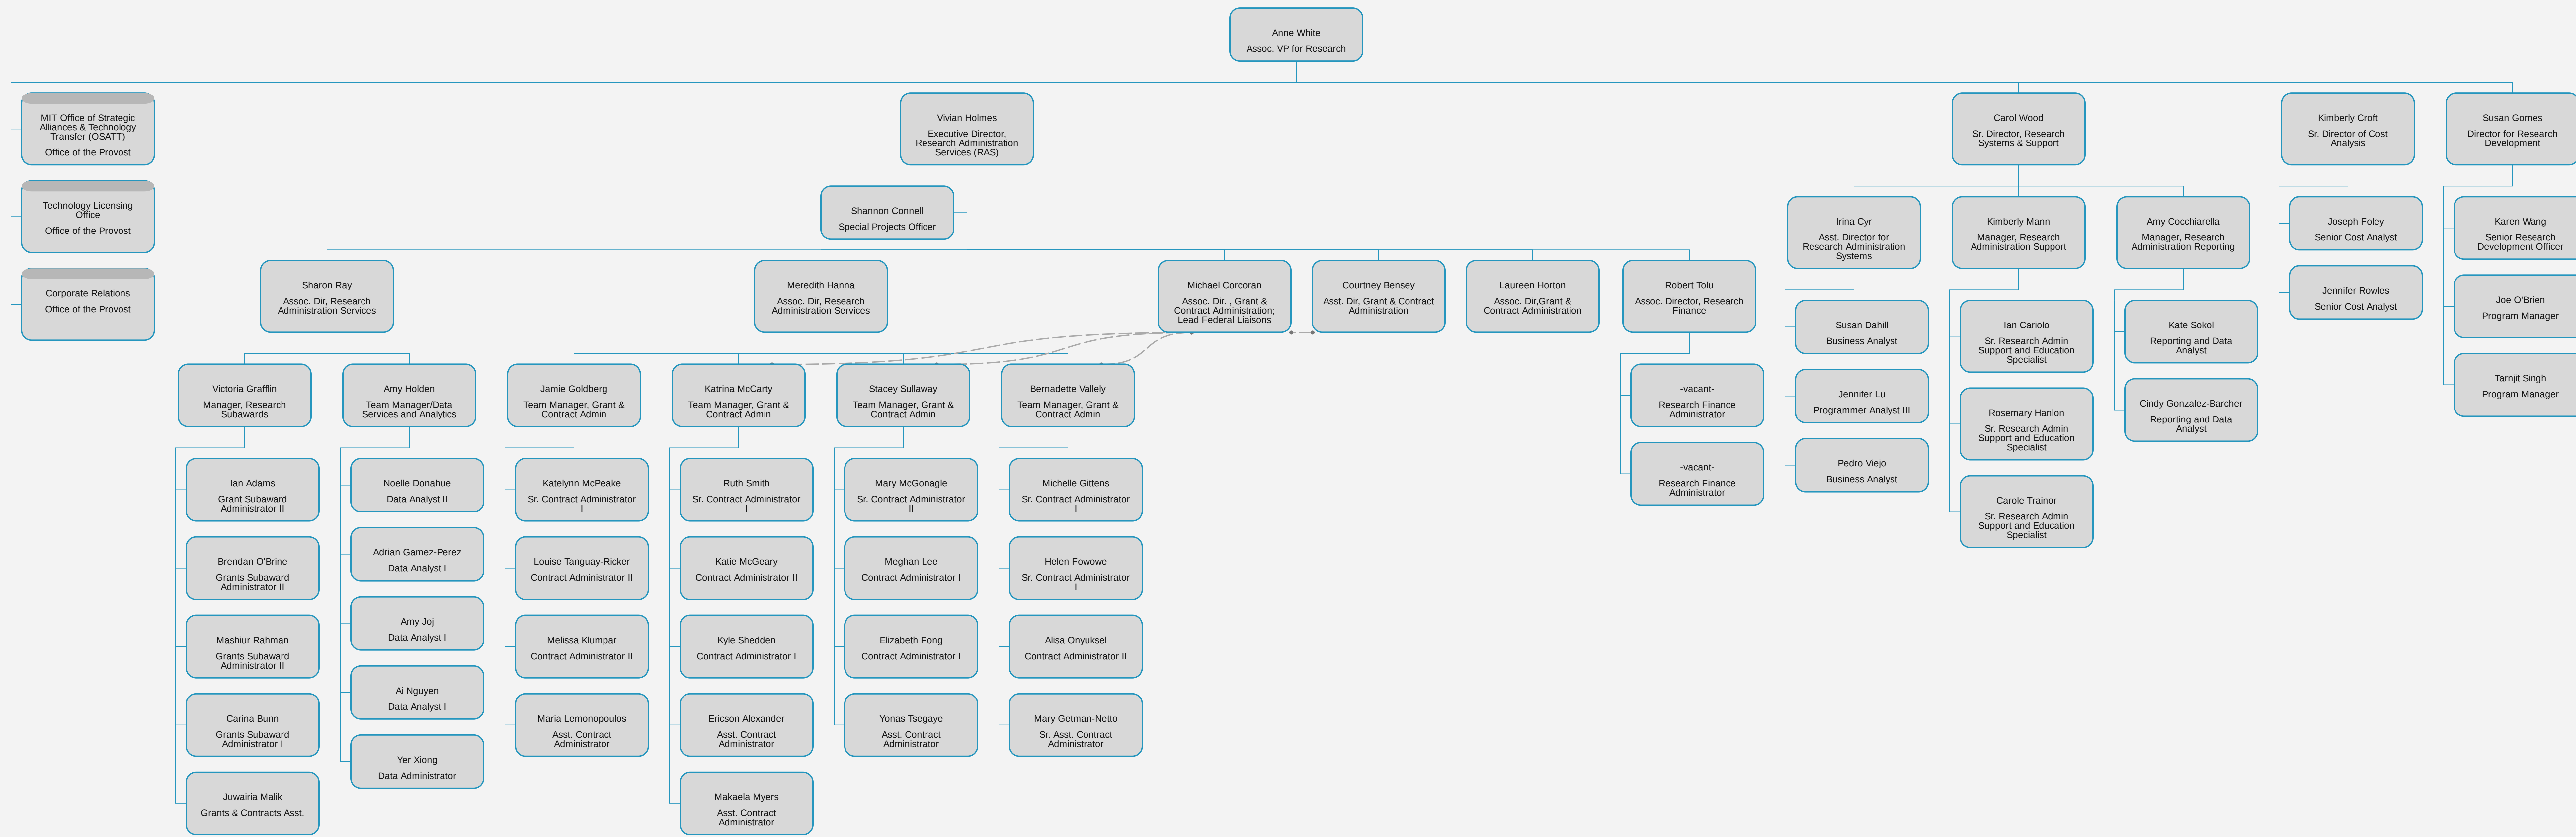 Anne White
Assoc. VP for Research
MIT Office of Strategic
Alliances & Technology
Transfer (OSATT)
Office of the Provost
Technology Licensing
Office
Office of the Provost
Corporate Relations
Office of the Provost
Vivian Holmes
Executive Director,
Research Administration
Services (RAS)
Shannon Connell
Special Projects Officer
Sharon Ray
Assoc. Dir, Research
Administration Services
Victoria Grafflin
Manager, Research
Subawards
Ian Adams
Grant Subaward
Administrator II
Brendan O'Brine
Grants Subaward
Administrator II
Mashiur Rahman
Grants Subaward
Administrator II
Carina Bunn
Grants Subaward
Administrator I
Juwairia Malik
Grants & Contracts Asst.
Amy Holden
Team Manager/Data
Services and Analytics
Noelle Donahue
Data Analyst II
Adrian Gamez-Perez
Data Analyst I
Amy Joj
Data Analyst I
Ai Nguyen
Data Analyst I
Yer Xiong
Data Administrator
Meredith Hanna
Assoc. Dir, Research
Administration Services
Jamie Goldberg
Team Manager, Grant &
Contract Admin
Katelynn McPeake
Sr. Contract Administrator
I
Louise Tanguay-Ricker
Contract Administrator II
Melissa Klumpar
Contract Administrator II
Maria Lemonopoulos
Asst. Contract
Administrator
Katrina McCarty
Team Manager, Grant &
Contract Admin
Ruth Smith
Sr. Contract Administrator
I
Katie McGeary
Contract Administrator II
Kyle Shedden
Contract Administrator I
Ericson Alexander
Asst. Contract
Administrator
Makaela Myers
Asst. Contract
Administrator
Stacey Sullaway
Team Manager, Grant &
Contract Admin
Mary McGonagle
Sr. Contract Administrator
II
Meghan Lee
Contract Administrator I
Elizabeth Fong
Contract Administrator I
Yonas Tsegaye
Asst. Contract
Administrator
Bernadette Vallely
Team Manager, Grant &
Contract Admin
Michelle Gittens
Sr. Contract Administrator
I
Helen Fowowe
Sr. Contract Administrator
I
Alisa Onyuksel
Contract Administrator II
Mary Getman-Netto
Sr. Asst. Contract
Administrator
Michael Corcoran
Assoc. Dir. , Grant &
Contract Administration;
Lead Federal Liaisons
Courtney Bensey
Asst. Dir, Grant & Contract
Administration
Laureen Horton
Assoc. Dir,Grant &
Contract Administration
Robert Tolu
Assoc. Director, Research
Finance
-vacant-
Research Finance
Administrator
-vacant-
Research Finance
Administrator
Carol Wood
Sr. Director, Research
Systems & Support
Irina Cyr
Asst. Director for
Research Administration
Systems
Susan Dahill
Business Analyst
Jennifer Lu
Programmer Analyst III
Pedro Viejo
Business Analyst
Kimberly Mann
Manager, Research
Administration Support
Ian Cariolo
Sr. Research Admin
Support and Education
Specialist
Rosemary Hanlon
Sr. Research Admin
Support and Education
Specialist
Carole Trainor
Sr. Research Admin
Support and Education
Specialist
Amy Cocchiarella
Manager, Research
Administration Reporting
Kate Sokol
Reporting and Data
Analyst
Cindy Gonzalez-Barcher
Reporting and Data
Analyst
Kimberly Croft
Sr. Director of Cost
Analysis
Joseph Foley
Senior Cost Analyst
Jennifer Rowles
Senior Cost Analyst
Susan Gomes
Director for Research
Development
Karen Wang
Senior Research
Development Officer
Joe O'Brien
Program Manager
Tarnjit Singh
Program Manager